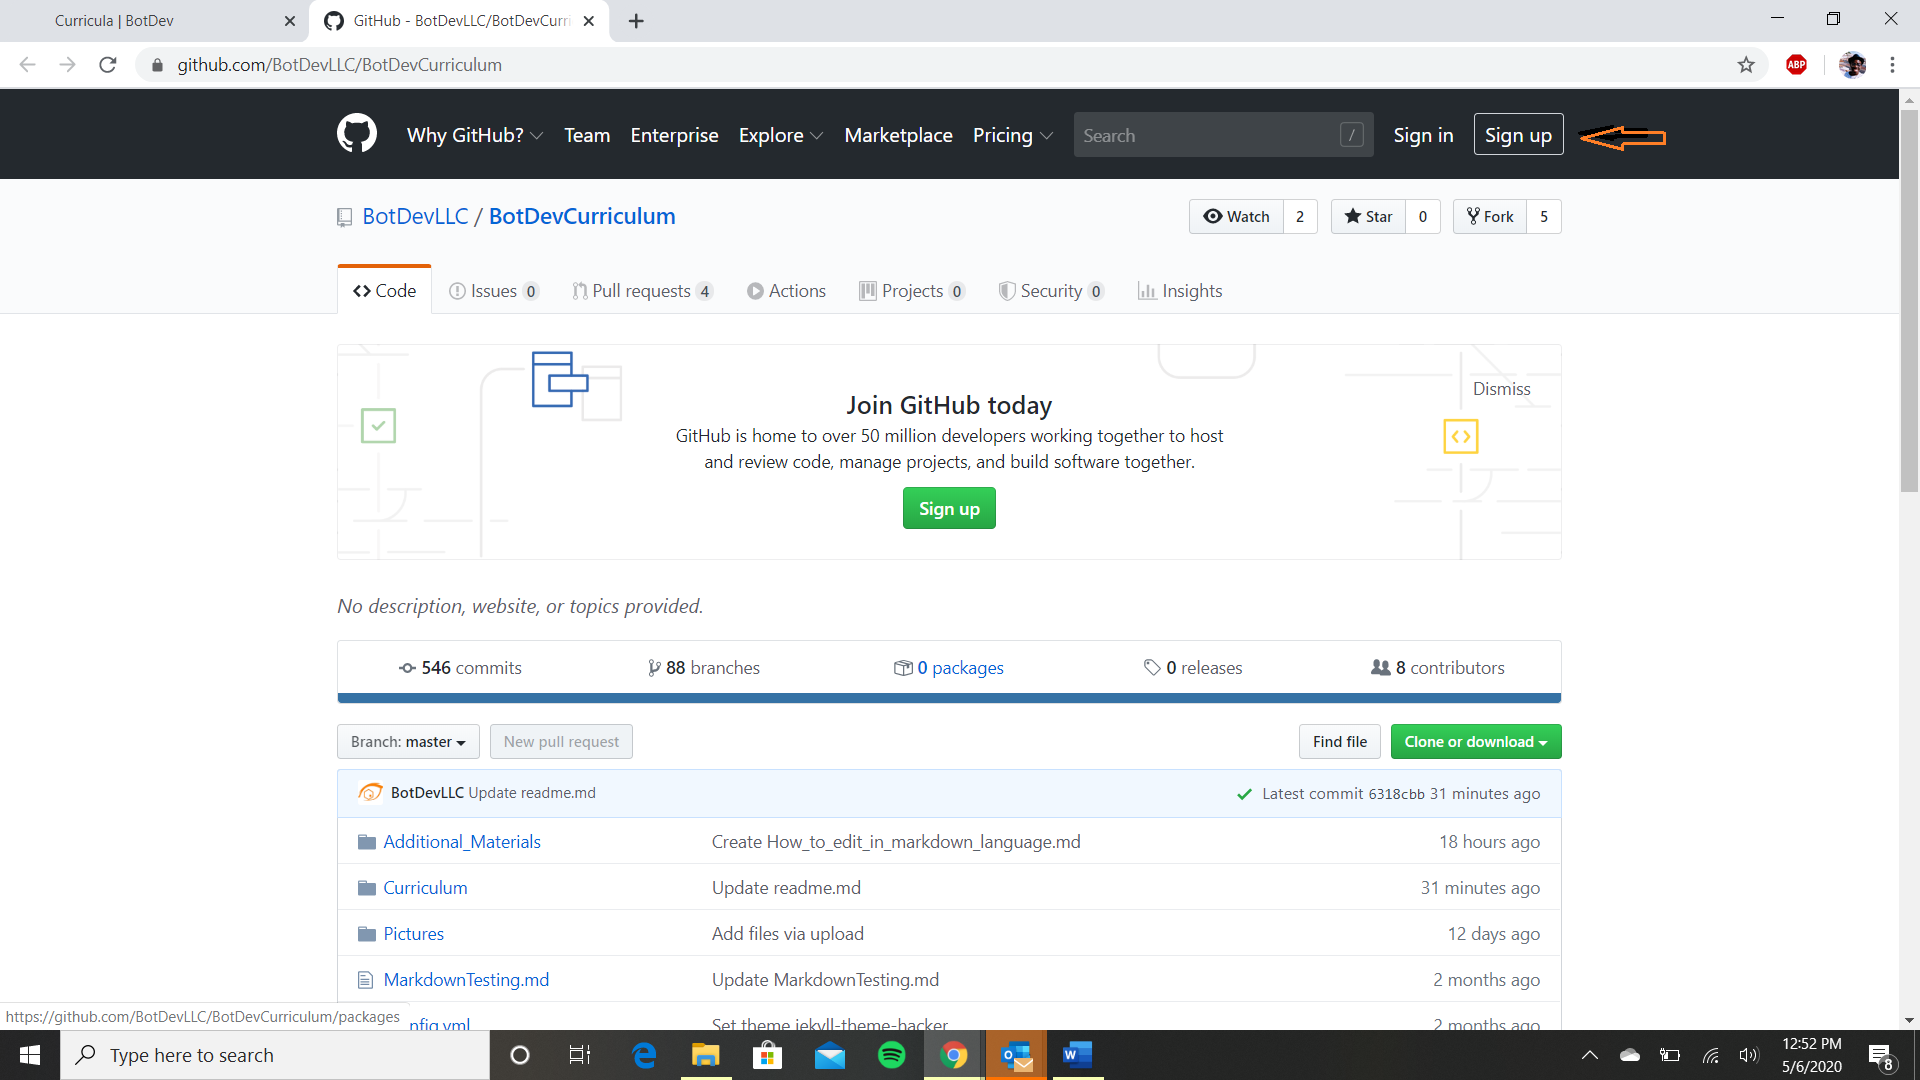 Curricula | BotDev
GitHub - BotDevLLC/BotDevCurri
github.com/BotDevLLC/BotDevCurriculum
ABP
Why GitHub? Team Enterprise Explore Marketplace Pricing Search / Sign in Sign up
BotDevLLC / BotDevCurriculum
Watch 2 Star 0 Fork 5
Code Issues 0 Pull requests 4 Actions Projects 0 Security 0 Insights
Dismiss
Join GitHub today
GitHub is home to over 50 million developers working together to host
and review code, manage projects, and build software together.
Sign up
No description, website, or topics provided.
546 commits 88 branches 0 packages 0 releases 8 contributors
Branch: master New pull request Find file Clone or download
BotDevLLC Update readme.md Latest commit 6318cbb 31 minutes ago
Additional_Materials Create How_to_edit_in_markdown_language.md 18 hours ago
Curriculum Update readme.md 31 minutes ago
Pictures Add files via upload 12 days ago
MarkdownTesting.md Update MarkdownTesting.md 2 months ago
nfig.yml Set theme jekyll-theme-hacker 2 months ago
https://github.com/BotDevLLC/BotDevCurriculum/packages
Type here to search
12:52 PM
5/6/2020
8